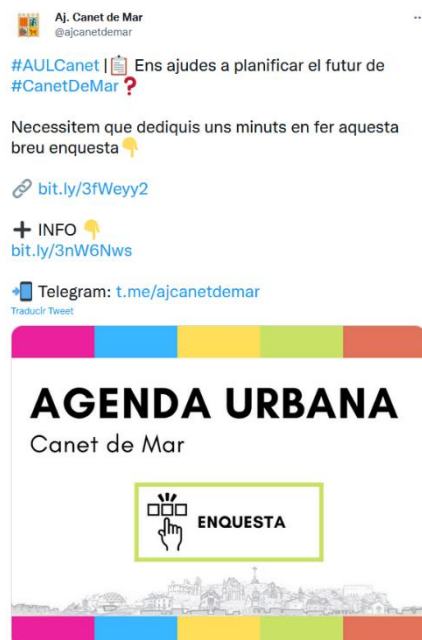 Aj. Canet de Mar
@ajcanetdemar
#AULCanet |📋 Ens ajudes a planificar el futur de
#CanetDeMar❓
Necessitem que dediquis uns minuts en fer aquesta
breu enquesta👇
🔗 bit.ly/3fWeyy2
➕ INFO 👇
bit.ly/3nW6Nws
📲 Telegram: t.me/ajcanetdemar
Traducir Tweet
AGENDA URBANA
Canet de Mar
ENQUESTA